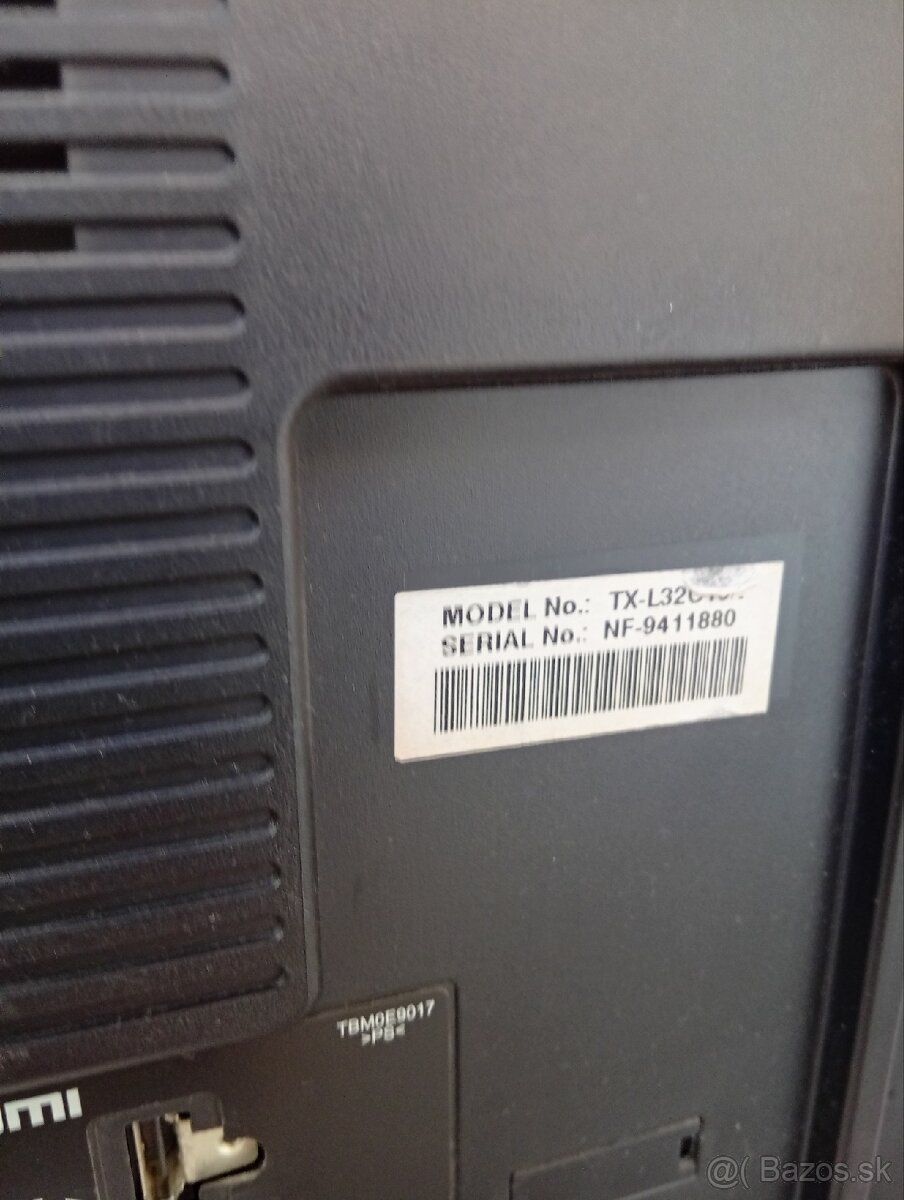 MODEL No.:
SERIAL No.: NF-9411880
TBM0E9017
>PS<
@( Bazos.sk